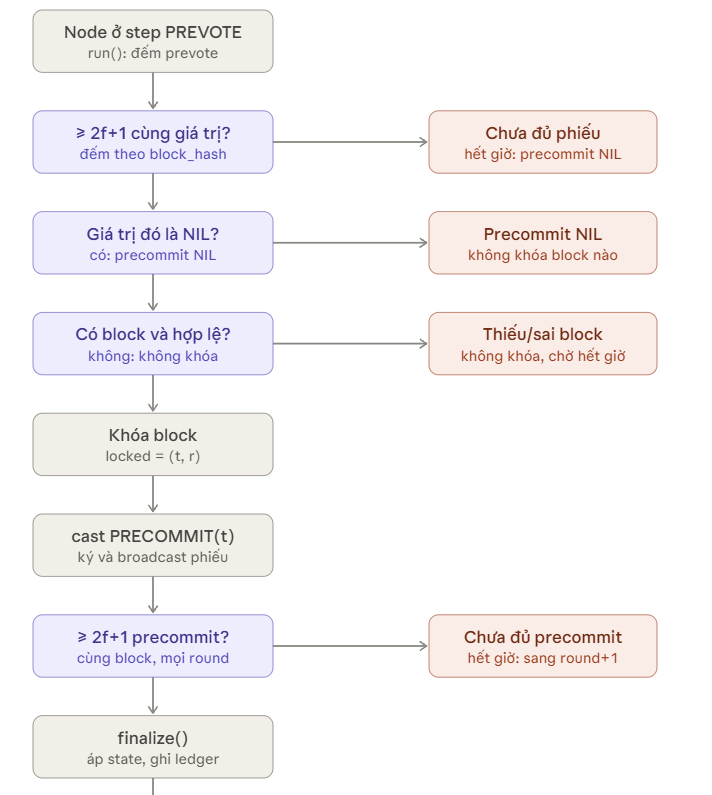 Node ở step PREVOTE
run(): đếm prevote
≥ 2f+1 cùng giá trị?
đếm theo block_hash
Chưa đủ phiếu
hết giờ: precommit NIL
Giá trị đó là NIL?
có: precommit NIL
Precommit NIL
không khóa block nào
Có block và hợp lệ?
không: không khóa
Thiếu/sai block
không khóa, chờ hết giờ
Khóa block
locked = (t, r)
cast PRECOMMIT(t)
ký và broadcast phiếu
≥ 2f+1 precommit?
cùng block, mọi round
Chưa đủ precommit
hết giờ: sang round+1
finalize()
áp state, ghi ledger